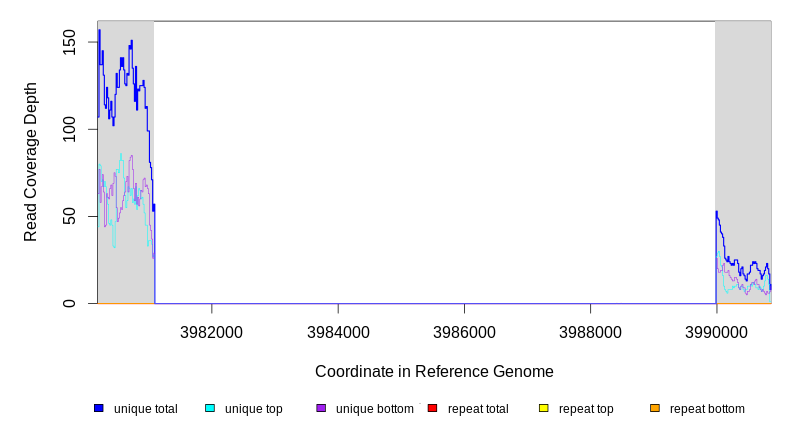 Read Coverage Depth
150
100
50
0
3982000 3984000 3986000 3988000 3990000
Coordinate in Reference Genome
unique total unique top unique bottom repeat total repeat top repeat bottom